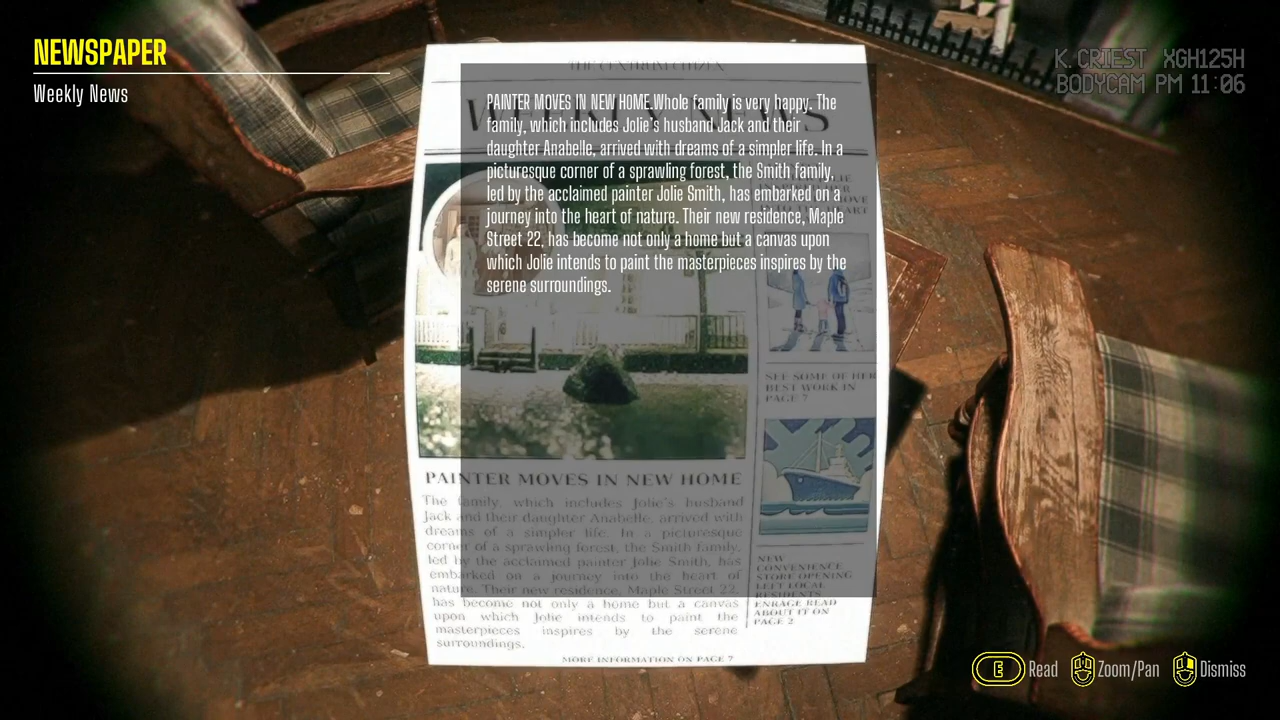 NEWSPAPER
Weekly News
K.CRIEST XGH125H
BODYCAM PM 11:06
THE CENTRUM CITIZEN
WEEKLY NEWS
PAINTER MOVES IN NEW HOME.Whole family is very happy. The
family, which includes Jolie's husband Jack and their
daughter Anabelle, arrived with dreams of a simpler life. In a
picturesque corner of a sprawling forest, the Smith family,
led by the acclaimed painter Jolie Smith, has embarked on a
journey into the heart of nature. Their new residence, Maple
Street 22, has become not only a home but a canvas upon
which Jolie intends to paint the masterpieces inspires by the
serene surroundings.
SEE SOME OF HER
BEST WORK IN
PAGE 7
PAINTER MOVES IN NEW HOME
The family, which includes Jolie's husband
Jack and their daughter Anabelle, arrived with
dreams of a simpler life. In a picturesque
corner of a sprawling forest, the Smith family,
led by the acclaimed painter Jolie Smith, has
embarked on a journey into the heart of
nature. Their new residence, Maple Street 22,
has become not only a home but a canvas
upon which Jolie intends to paint the
masterpieces inspires by the serene
surroundings.
MORE INFORMATION ON PAGE 7
NEW
CONVENIENCE
STORE OPENING
LEFT LOCAL
RESIDENTS
ENRAGE READ
ABOUT IT ON
PAGE 2
E Read
Zoom/Pan
Dismiss